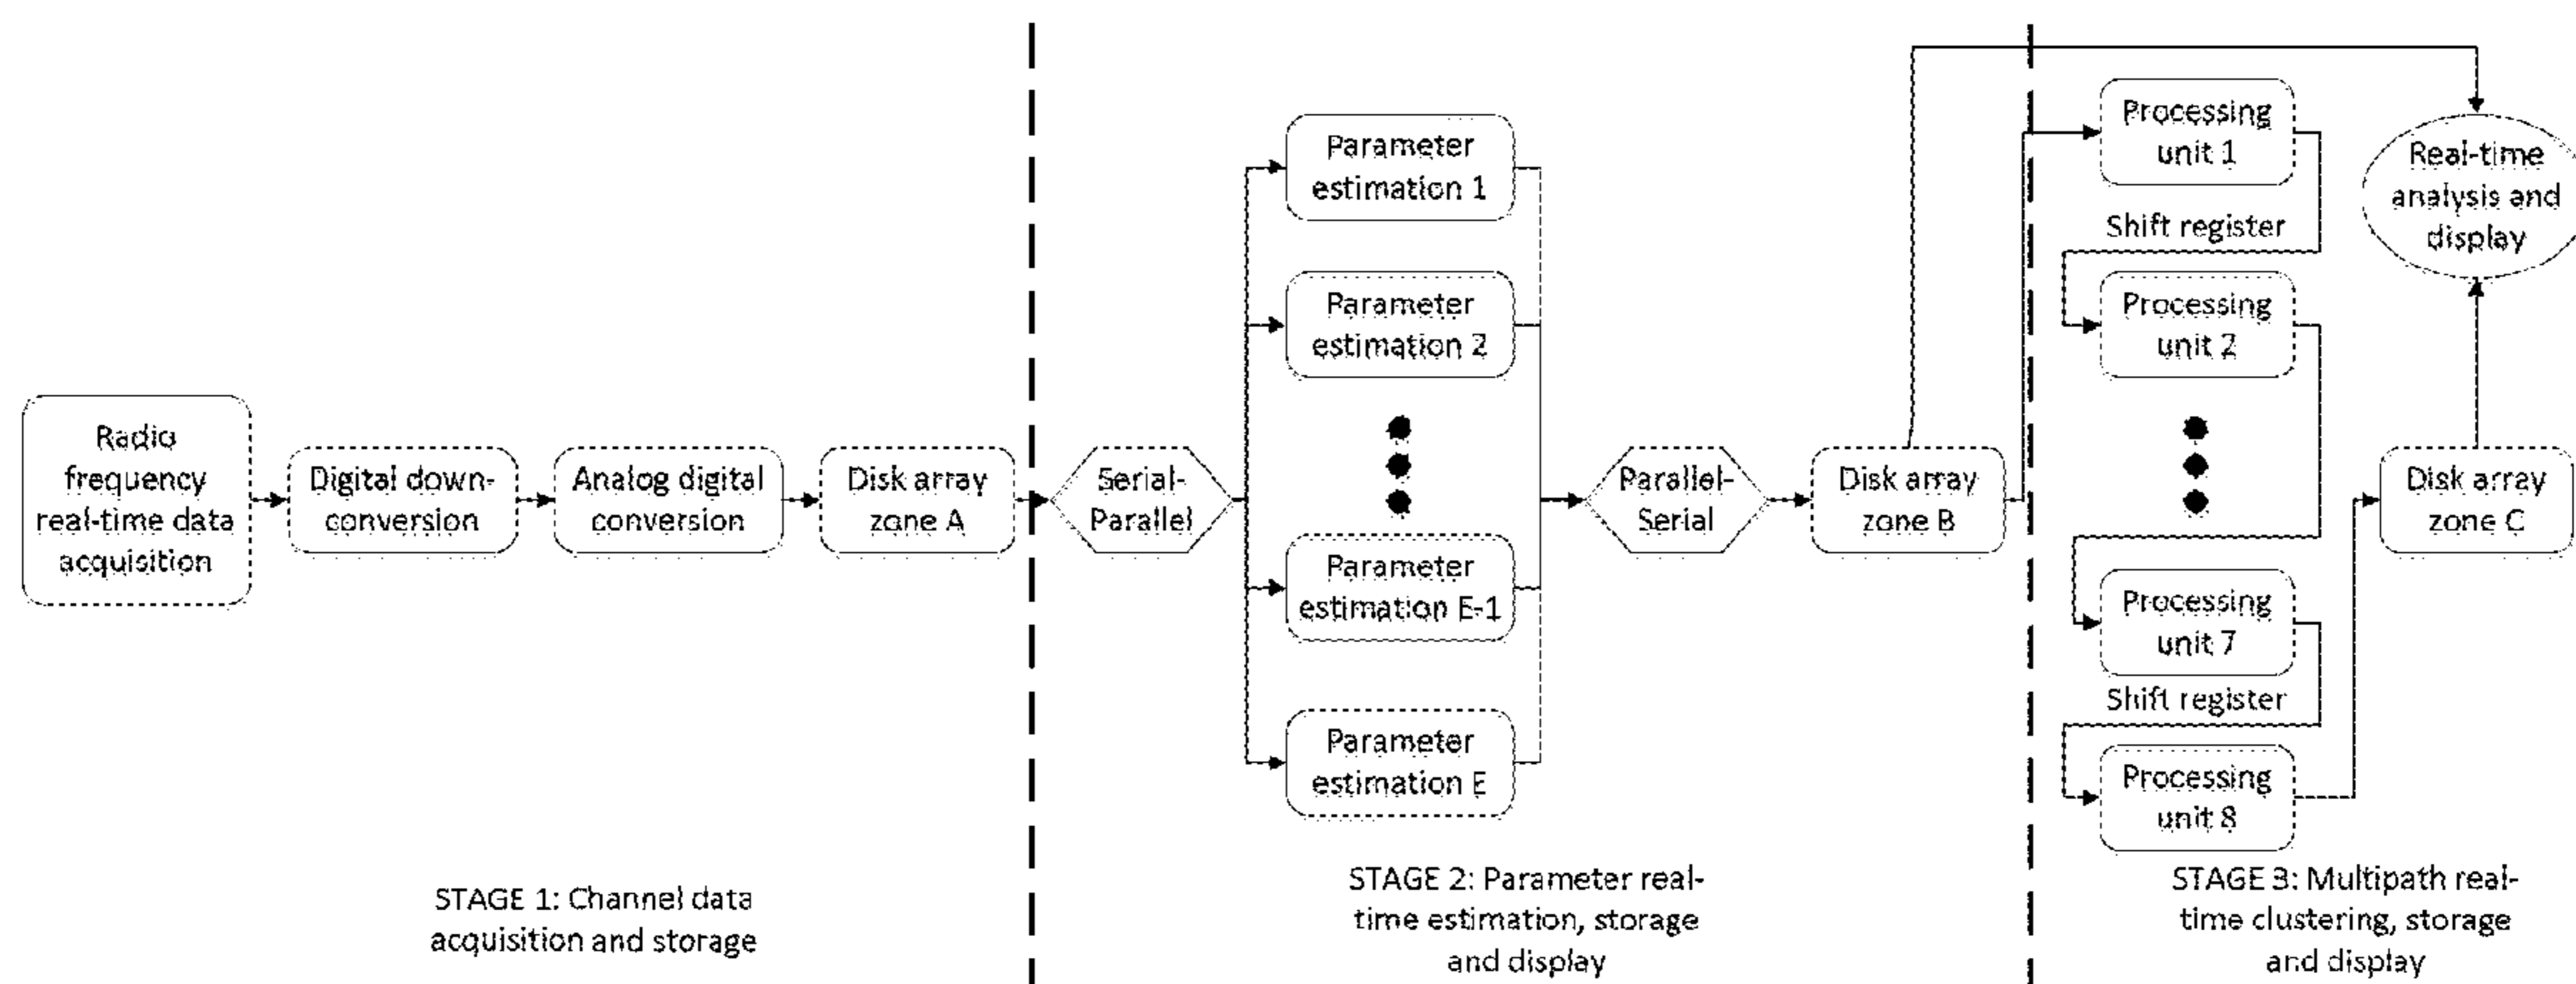 Radio
frequency
real-time data
acquisition
Digital down-
conversion
Analog digital
conversion
Disk array
zone A
STAGE 1: Channel data
acquisition and storage
Serial-
Parallel
Parameter
estimation 1
Parameter
estimation 2
Parameter
estimation E-1
Parameter
estimation E
Parallel-
Serial
Disk array
zone B
STAGE 2: Parameter real-
time estimation, storage
and display
Processing
unit 1
Shift register
Processing
unit 2
Processing
unit 7
Shift register
Processing
unit 8
Real-time
analysis and
display
Disk array
zone C
STAGE 3: Multipath real-
time clustering, storage
and display